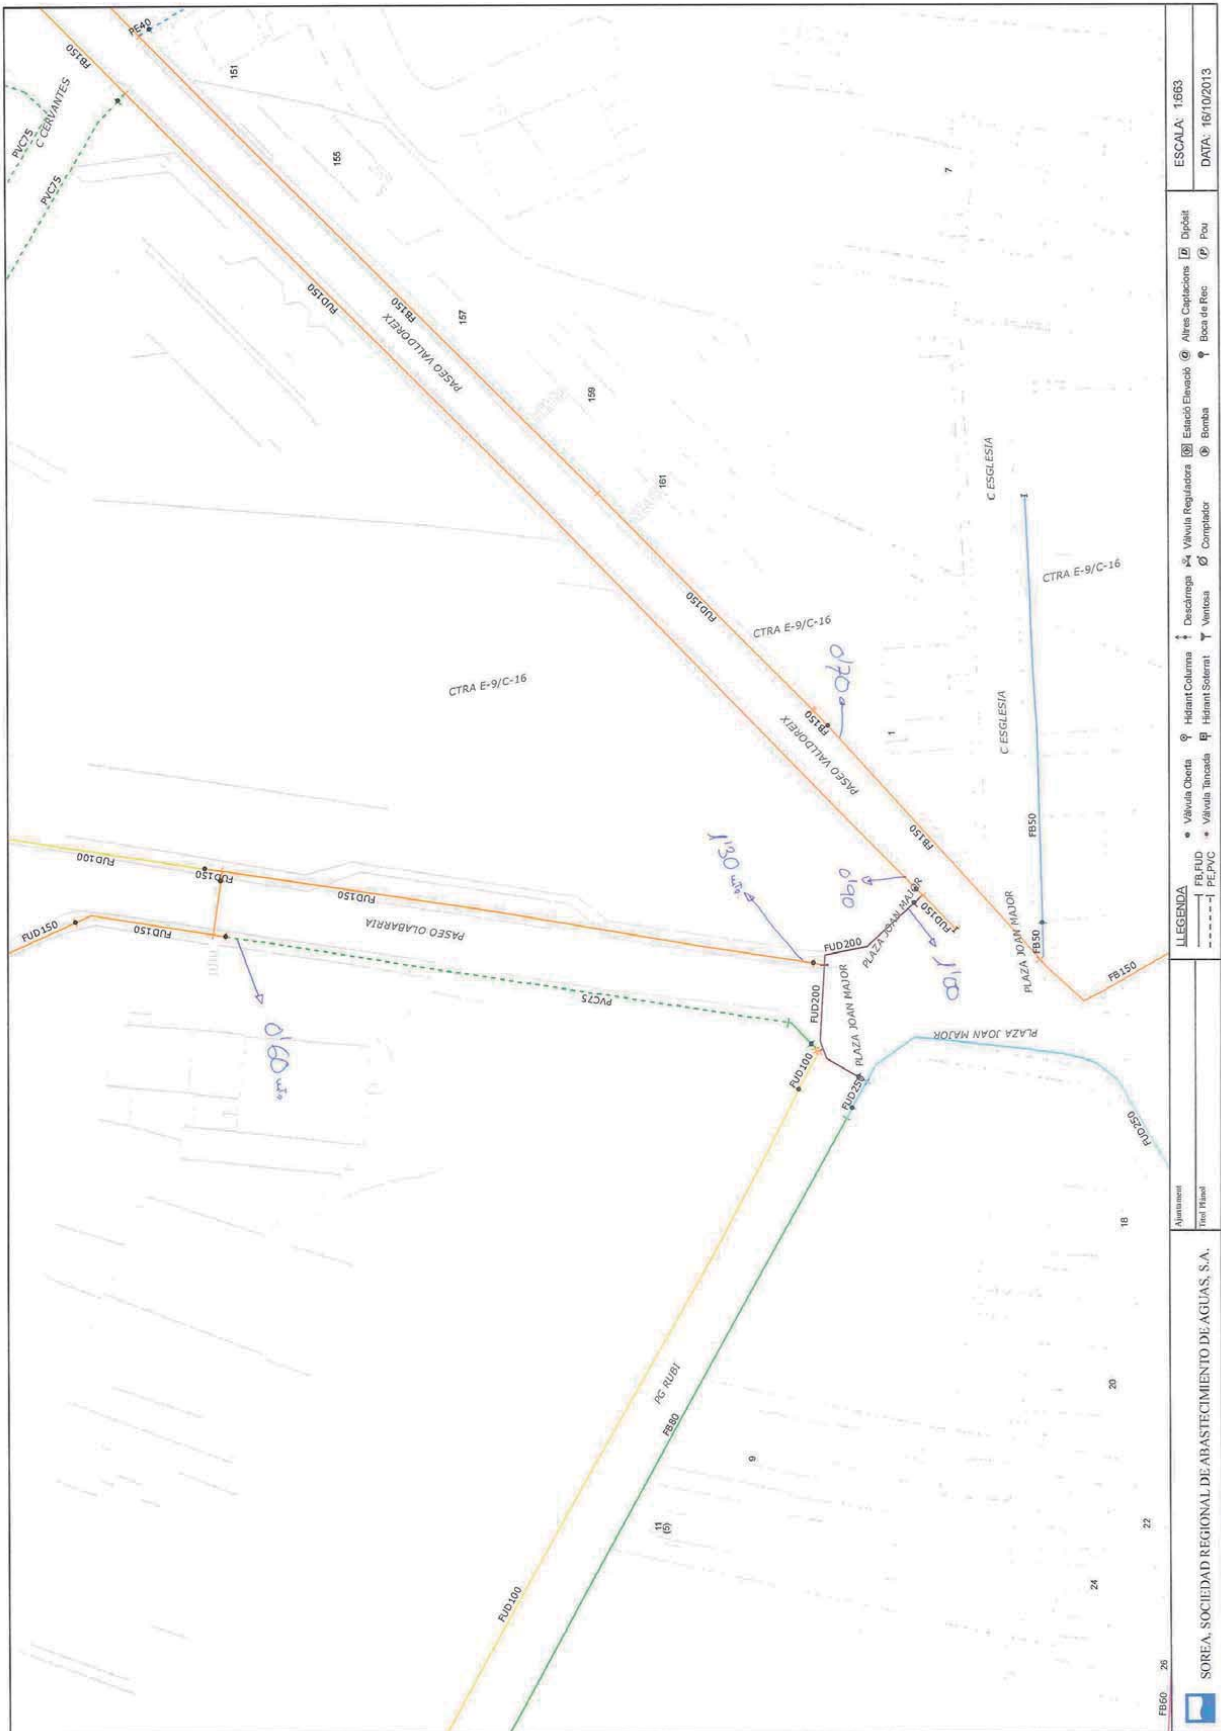 FB150
PE40
PVC75
C CERVANTES
PVC75
151
155
FUD150
FB150
PASEO VALLDOREIX
157
159
161
7
C ESGLESIA
CTRA E-9/C-16
FUD150
CTRA E-9/C-16
0'70
CTRA E-9/C-16
FB150
PASEO VALLDOREIX
1
C ESGLESIA
FB50
FB150
FUD100
FUD150
FUD150
FUD150
FUD150
PASEO OLABARRIA
1'30 mts.
0'90
FUD150
PLAZA JOAN MAJOR
FUD200
1'00
PLAZA JOAN MAJOR
FB50
FB150
FUD200
PLAZA JOAN MAJOR
PVC75
0'60 mts.
FUD100
PLAZA JOAN MAJOR
FUD250
FUD250
18
PG RUBI
FB80
9
20
11
(5)
22
FUD100
24
26
FB60
SOREA, SOCIEDAD REGIONAL DE ABASTECIMIENTO DE AGUAS, S.A.
Ajuntament
Títol Plànol
LLEGENDA
FB,FUD
PE,PVC
Vàlvula Oberta
Hidrant Columna
Descàrrega
Vàlvula Reguladora
Estació Elevació
Altres Captacions
Dipòsit
Vàlvula Tancada
Hidrant Soterrat
Ventosa
Comptador
Bomba
Boca de Rec
Pou
ESCALA: 1:663
DATA: 16/10/2013